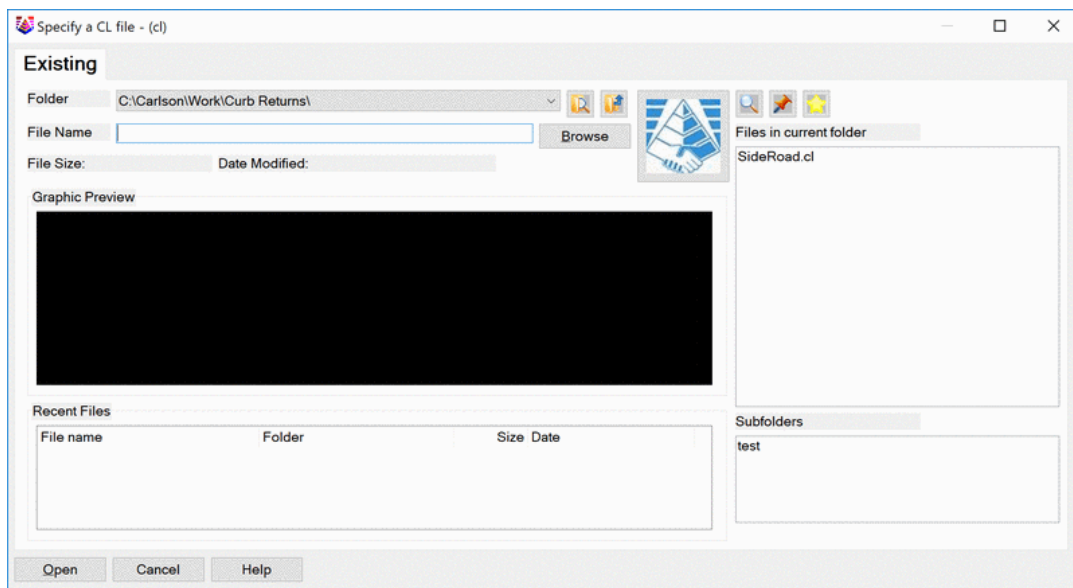 Specify a CL file - (cl)
Existing
Folder
C:\Carlson\Work\Curb Returns\
File Name
Browse
File Size:
Date Modified:
Graphic Preview
Recent Files
File name
Folder
Size
Date
Files in current folder
SideRoad.cl
Subfolders
test
Open
Cancel
Help